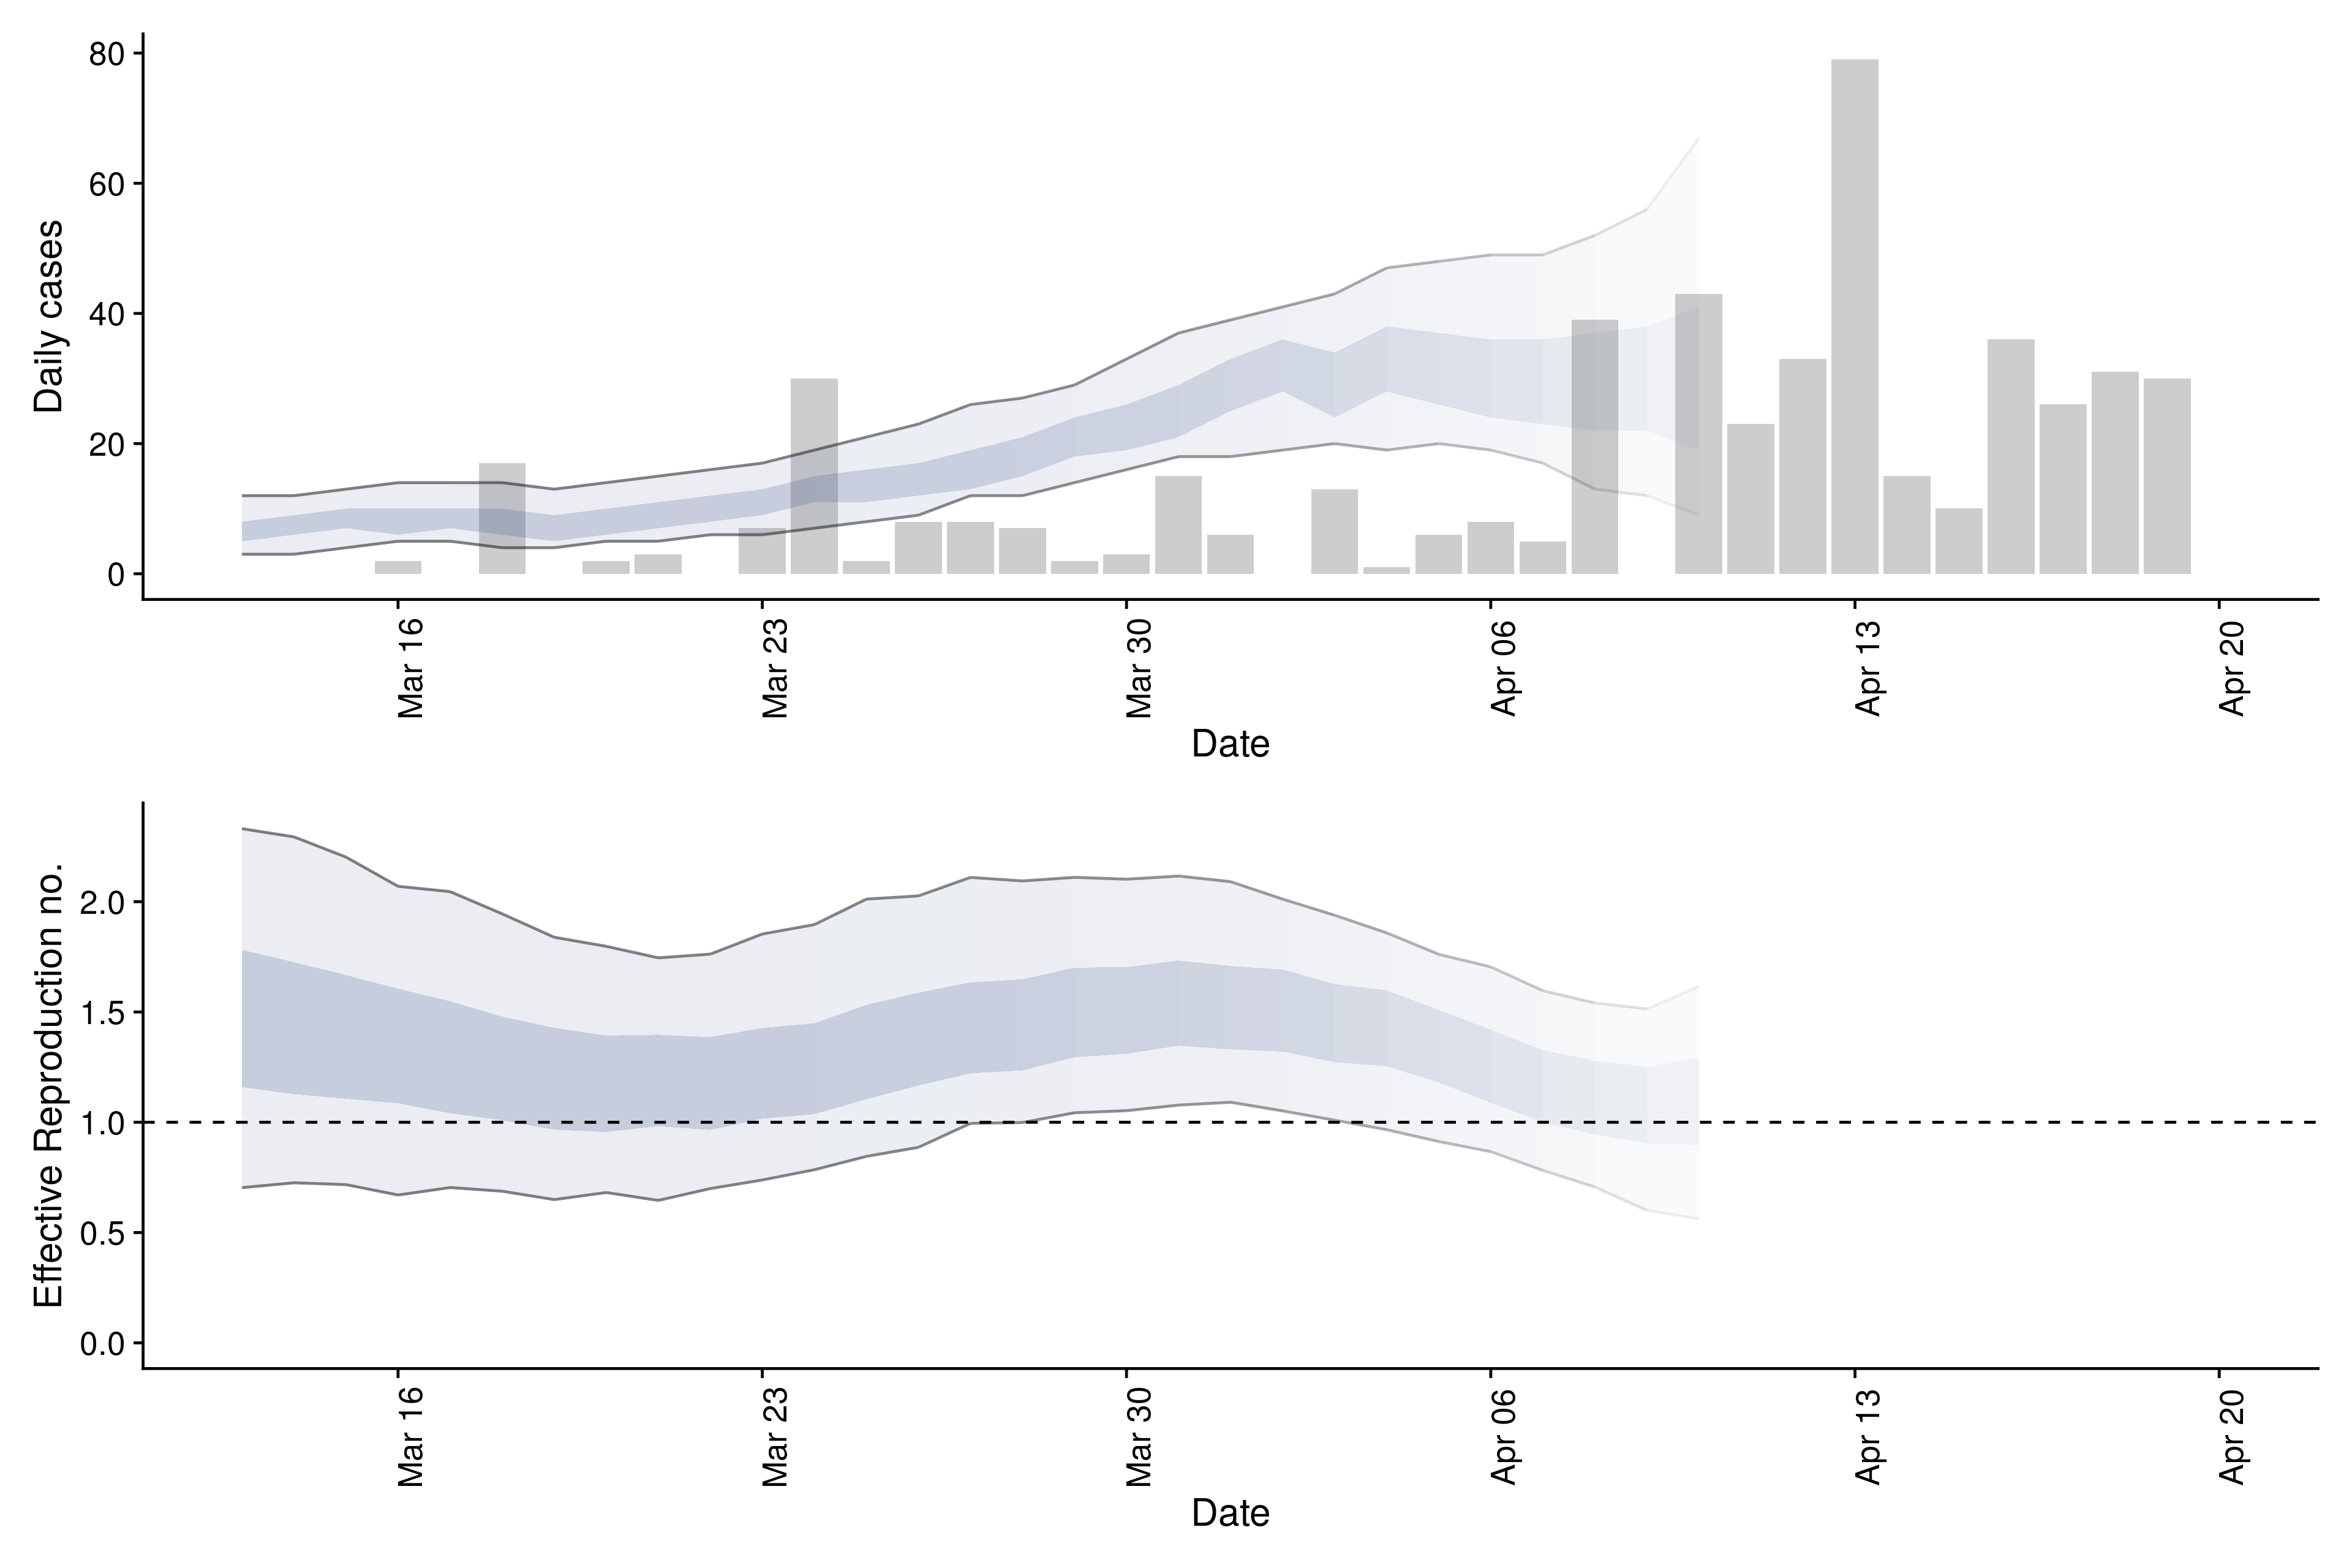 80
60
40
20
0
Daily cases
Mar 16
Mar 23
Mar 30
Apr 06
Apr 13
Apr 20
Date
2.0
1.5
1.0
0.5
0.0
Effective Reproduction no.
Mar 16
Mar 23
Mar 30
Apr 06
Apr 13
Apr 20
Date